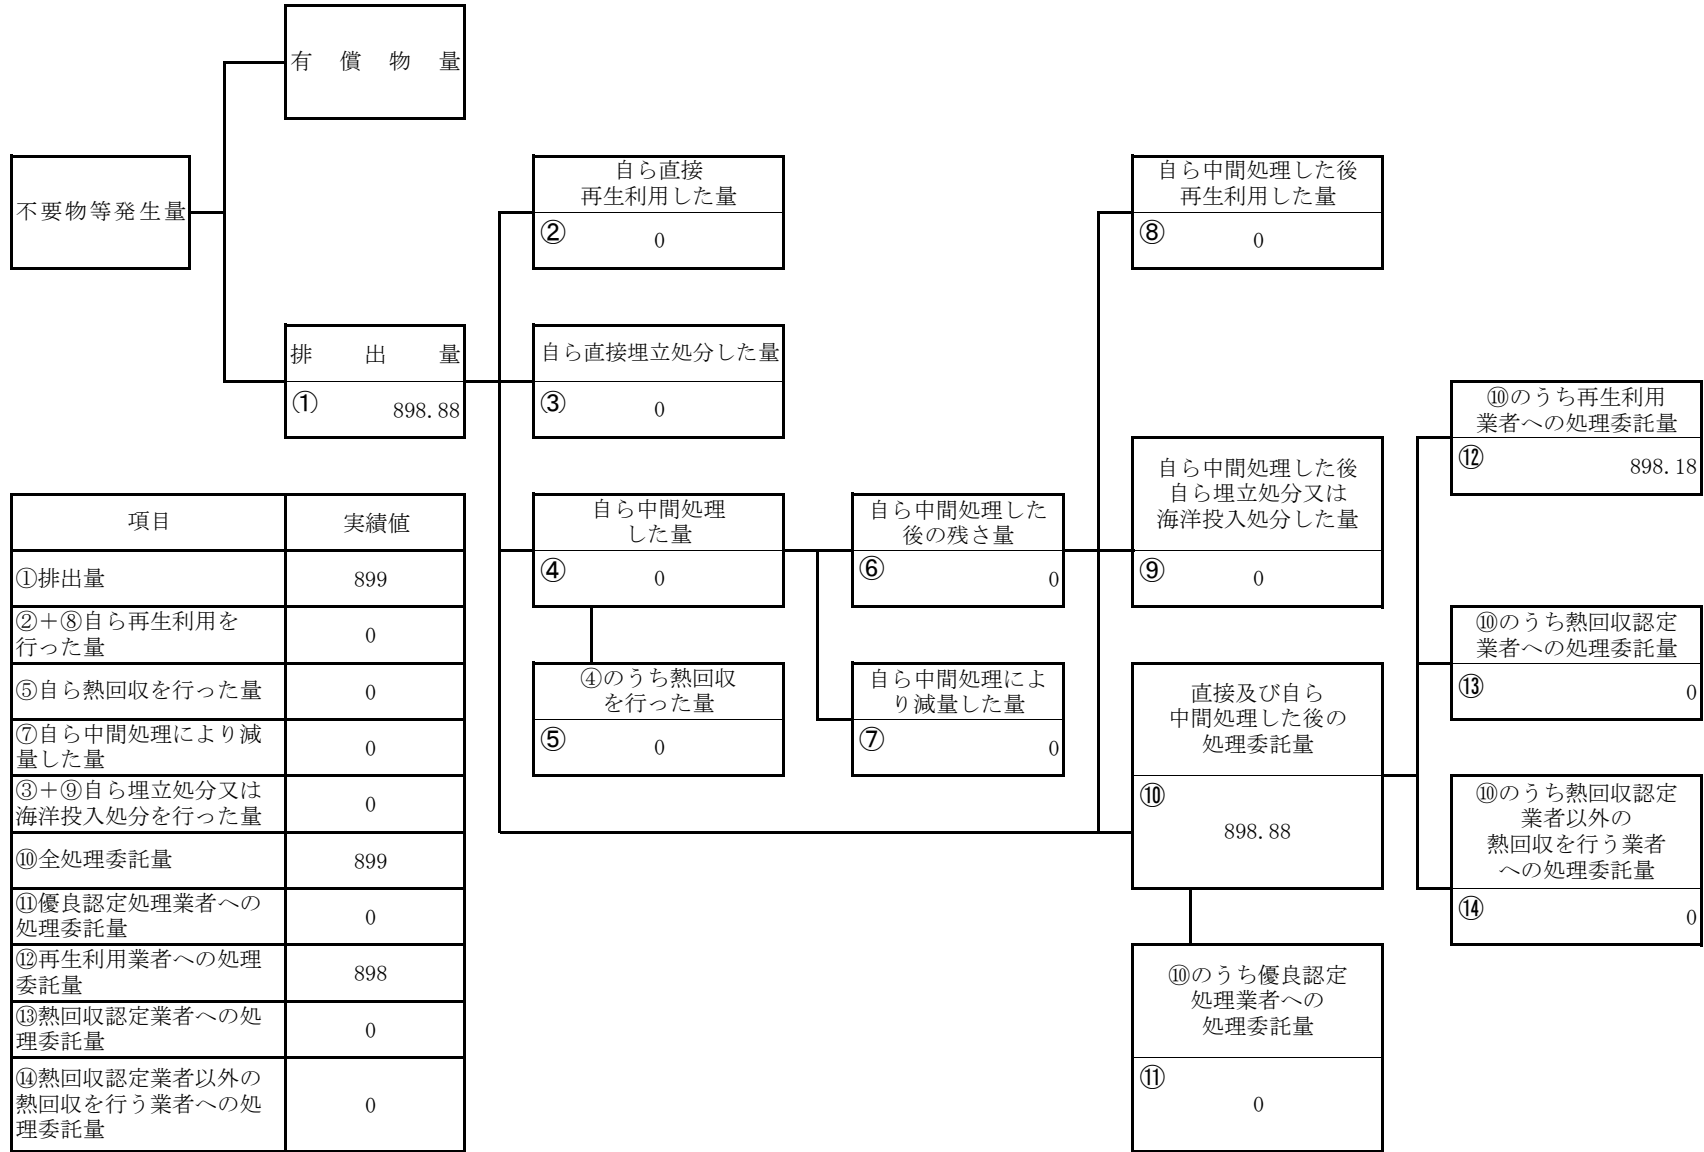 有償物量
不要物等発生量
自ら直接
再生利用した量
② 0
自ら中間処理した後
再生利用した量
⑧ 0
排出量
① 898.88
自ら直接埋立処分した量
③ 0
⑩のうち再生利用
業者への処理委託量
⑫ 898.18
自ら中間処理
した量
④ 0
自ら中間処理した
後の残さ量
⑥ 0
自ら中間処理した後
自ら埋立処分又は
海洋投入処分した量
⑨ 0
⑩のうち熱回収認定
業者への処理委託量
⑬ 0
④のうち熱回収
を行った量
⑤ 0
自ら中間処理によ
り減量した量
⑦ 0
直接及び自ら
中間処理した後の
処理委託量
⑩
898.88
⑩のうち熱回収認定
業者以外の
熱回収を行う業者
への処理委託量
⑭ 0
⑩のうち優良認定
処理業者への
処理委託量
⑪
0
項目 実績値
①排出量 899
②＋⑧自ら再生利用を
行った量 0
⑤自ら熱回収を行った量 0
⑦自ら中間処理により減
量した量 0
③＋⑨自ら埋立処分又は
海洋投入処分を行った量 0
⑩全処理委託量 899
⑪優良認定処理業者への
処理委託量 0
⑫再生利用業者への処理
委託量 898
⑬熱回収認定業者への処
理委託量 0
⑭熱回収認定業者以外の
熱回収を行う業者への処
理委託量 0